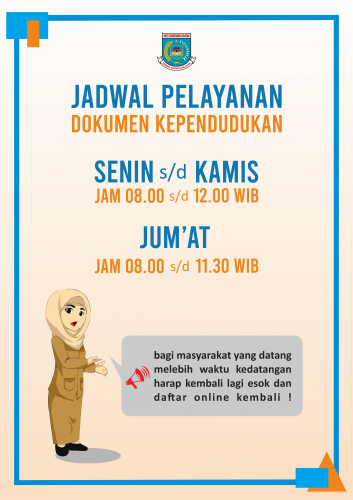 JADWAL PELAYANAN
DOKUMEN KEPENDUDUKAN
SENIN s/d KAMIS
JAM 08.00 s/d 12.00 WIB
JUM'AT
JAM 08.00 s/d 11.30 WIB
bagi masyarakat yang datang
melebih waktu kedatangan
harap kembali lagi esok dan
daftar online kembali !